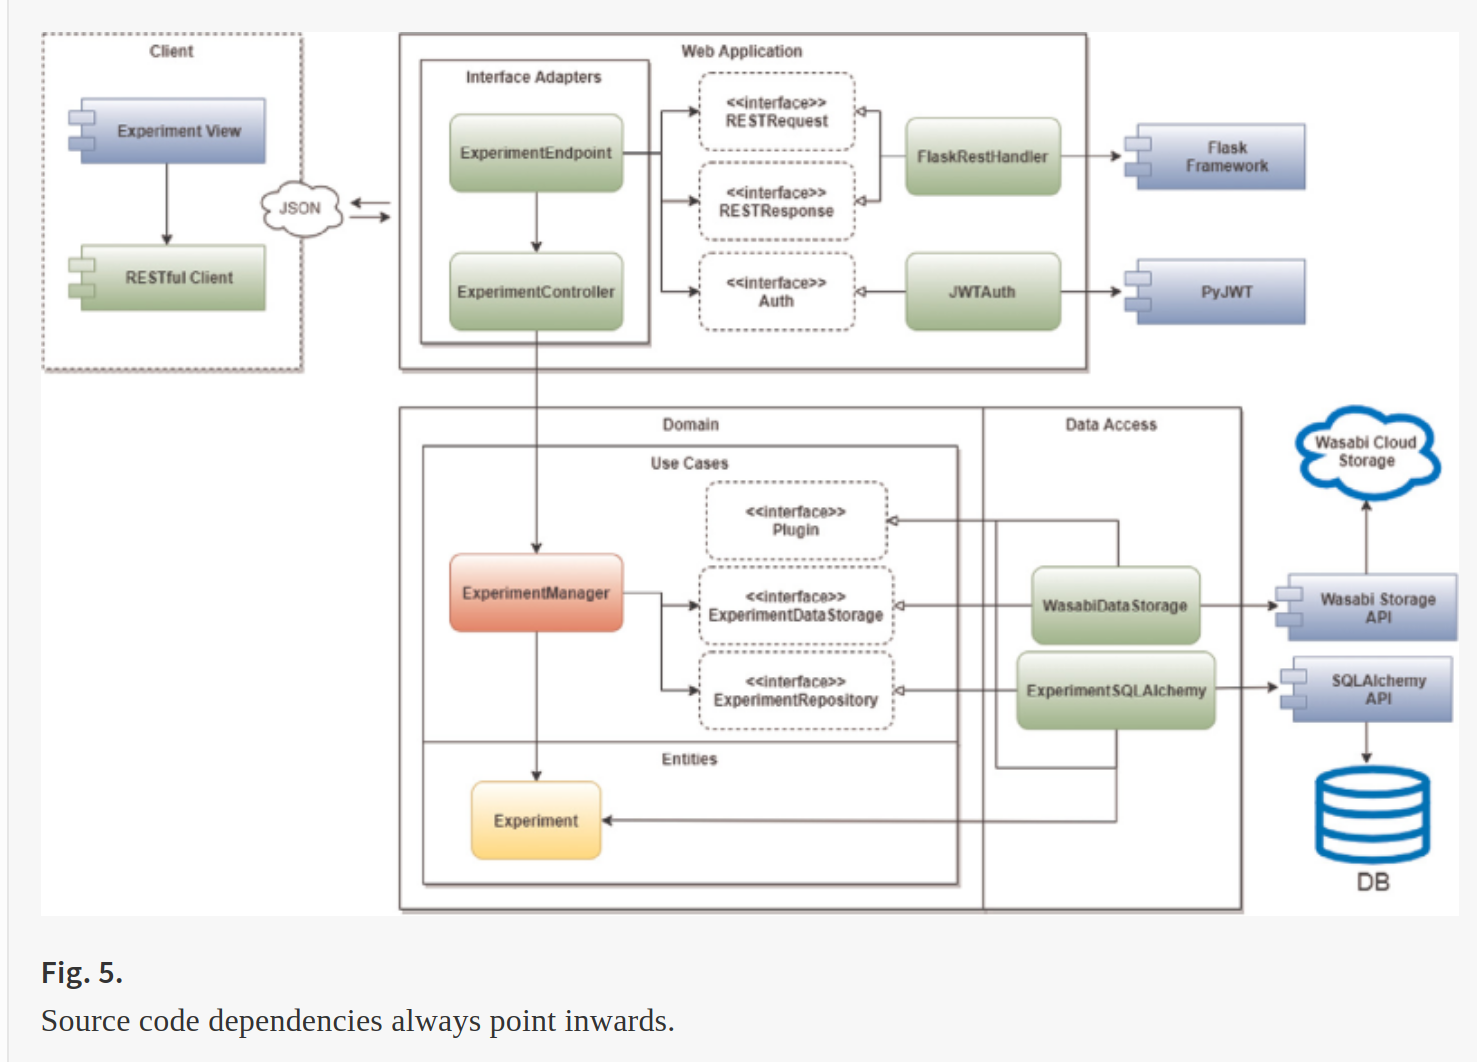 Client
Experiment View
RESTful Client
JSON
Web Application
Interface Adapters
ExperimentEndpoint
ExperimentController
<<interface>>
RESTRequest
<<interface>>
RESTResponse
<<interface>>
Auth
FlaskRestHandler
JWTAuth
Flask
Framework
PyJWT
Domain
Use Cases
<<interface>>
Plugin
ExperimentManager
<<interface>>
ExperimentDataStorage
<<interface>>
ExperimentRepository
Entities
Experiment
Data Access
WasabiDataStorage
ExperimentSQLAlchemy
Wasabi Cloud
Storage
Wasabi Storage
API
SQLAlchemy
API
DB
Fig. 5.
Source code dependencies always point inwards.